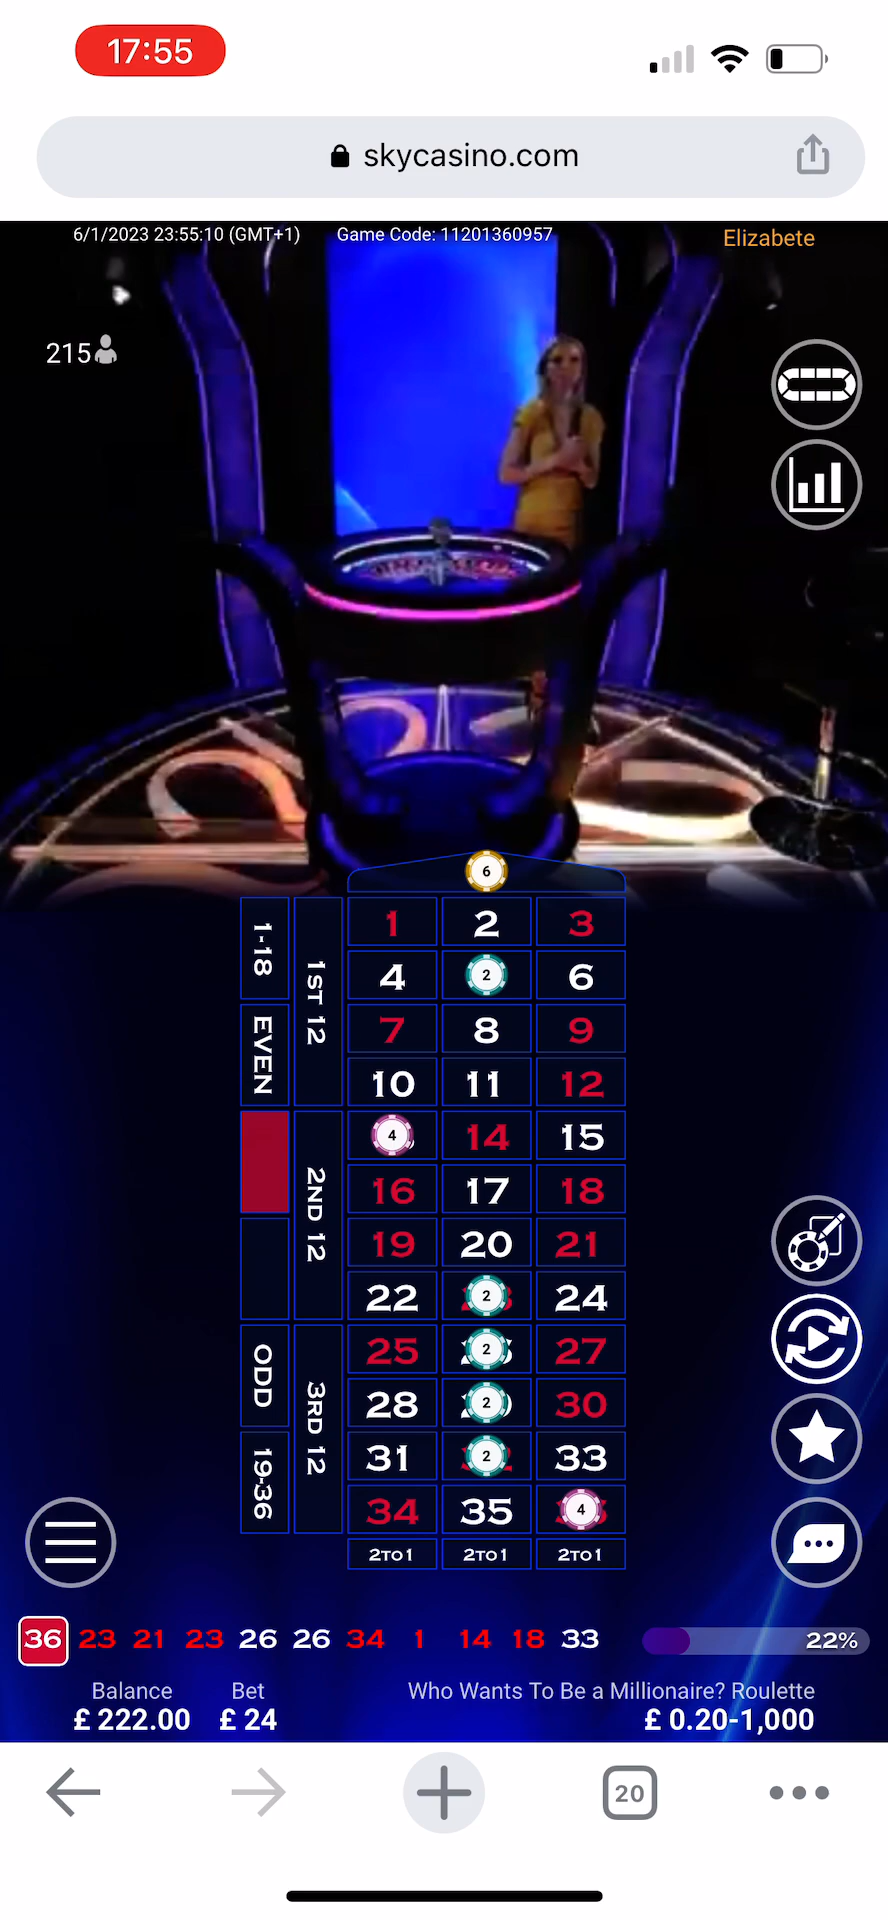 17:55
skycasino.com
6/1/2023 23:55:10 (GMT+1) Game Code: 11201360957 Elizabete
215
6
1 2 3
1-18
4 2 6
1ST 12
7 8 9
EVEN
10 11 12
4 14 15
16 17 18
2ND 12
19 20 21
22 2 24
25 2 27
ODD
28 2 30
3RD 12
31 2 33
19-36
34 35 4
2TO1 2TO1 2TO1
36 23 21 23 26 26 34 1 14 18 33 22%
Balance Bet Who Wants To Be a Millionaire? Roulette
£ 222.00 £ 24 £ 0.20-1,000
20